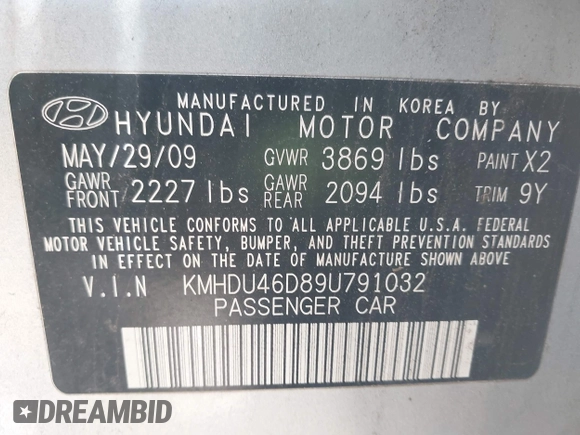 MANUFACTURED IN KOREA BY
HYUNDAI MOTOR COMPANY
MAY/29/09 GVWR 3869 lbs PAINT X2
GAWR FRONT 2227 lbs GAWR REAR 2094 lbs TRIM 9Y
THIS VEHICLE CONFORMS TO ALL APPLICABLE U.S.A. FEDERAL
MOTOR VEHICLE SAFETY, BUMPER, AND THEFT PREVENTION STANDARDS
IN EFFECT ON THE DATE OF MANUFACTURE SHOWN ABOVE.
V.I.N KMHDU46D89U791032
PASSENGER CAR
DREAMBID